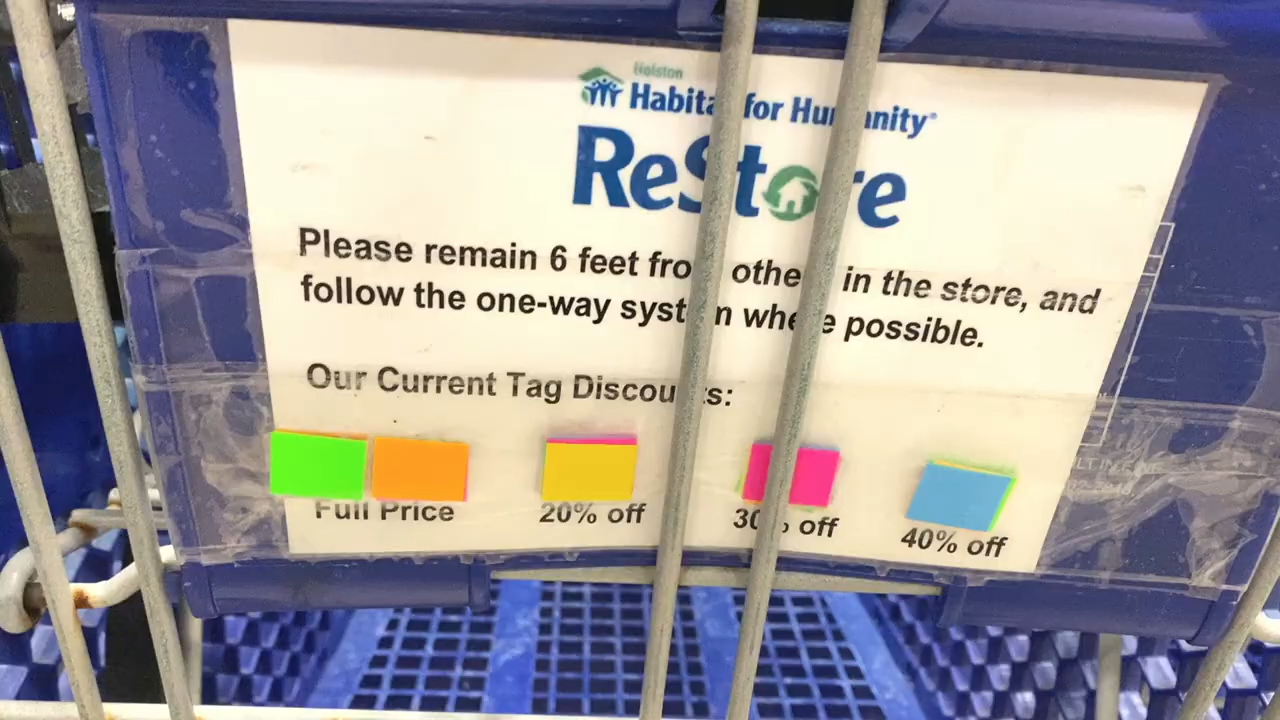 Holston
Habitat for Humanity®
ReStore
Please remain 6 feet from others in the store, and
follow the one-way system where possible.
Our Current Tag Discounts:
Full Price 20% off 30% off 40% off